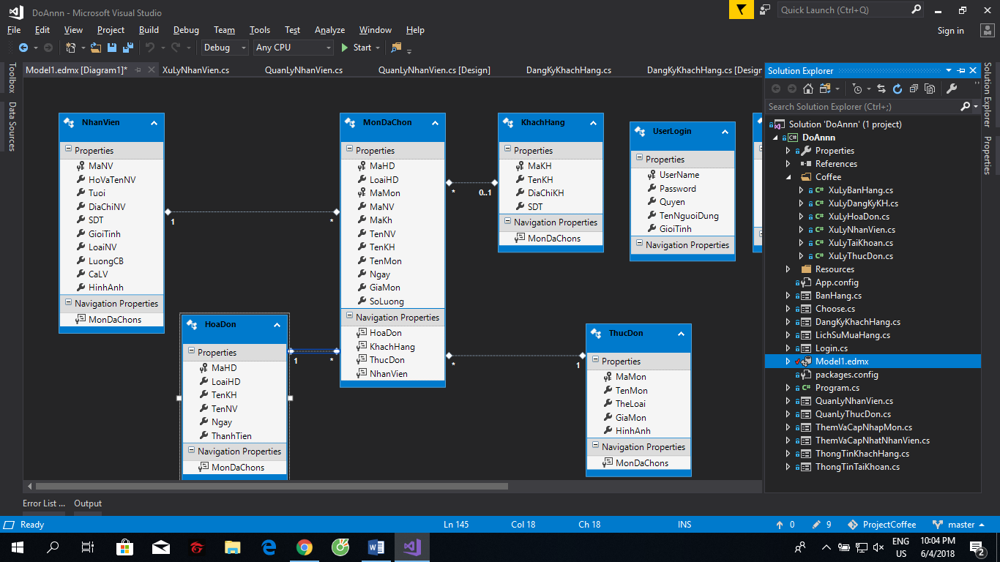 DoAnnn - Microsoft Visual Studio
Quick Launch (Ctrl+Q)
File Edit View Project Build Debug Team Tools Test Analyze Window Help
Sign in
Debug Any CPU Start
Model1.edmx [Diagram1]* XuLyNhanVien.cs QuanLyNhanVien.cs QuanLyNhanVien.cs [Design] DangKyKhachHang.cs DangKyKhachHang.cs [Design
Toolbox
Data Sources
NhanVien
Properties
MaNV
HoVaTenNV
Tuoi
DiaChiNV
SDT
GioiTinh
LoaiNV
LuongCB
CaLV
HinhAnh
Navigation Properties
MonDaChons
1 *
HoaDon
Properties
MaHD
LoaiHD
TenKH
TenNV
Ngay
ThanhTien
Navigation Properties
MonDaChons
1 *
MonDaChon
Properties
MaHD
LoaiHD
MaMon
MaNV
MaKh
TenNV
TenKH
TenMon
Ngay
GiaMon
SoLuong
Navigation Properties
HoaDon
KhachHang
ThucDon
NhanVien
* 0..1
KhachHang
Properties
MaKH
TenKH
DiaChiKH
SDT
Navigation Properties
MonDaChons
UserLogin
Properties
UserName
Password
Quyen
TenNguoiDung
GioiTinh
Navigation Properties
* 1
ThucDon
Properties
MaMon
TenMon
TheLoai
GiaMon
HinhAnh
Navigation Properties
MonDaChons
Solution Explorer
Search Solution Explorer (Ctrl+;)
Solution 'DoAnnn' (1 project)
DoAnnn
Properties
References
Coffee
XuLyBanHang.cs
XuLyDangKyKH.cs
XuLyHoaDon.cs
XuLyNhanVien.cs
XuLyTaiKhoan.cs
XuLyThucDon.cs
Resources
App.config
BanHang.cs
Choose.cs
DangKyKhachHang.cs
LichSuMuaHang.cs
Login.cs
Model1.edmx
packages.config
Program.cs
QuanLyNhanVien.cs
QuanLyThucDon.cs
ThemVaCapNhapMon.cs
ThemVaCapNhatNhanVien.cs
ThongTinKhachHang.cs
ThongTinTaiKhoan.cs
Solution Explorer
Properties
Error List ... Output
Ready Ln 145 Col 18 Ch 18 INS 0 9 ProjectCoffee master
ENG 10:04 PM
US 6/4/2018
2